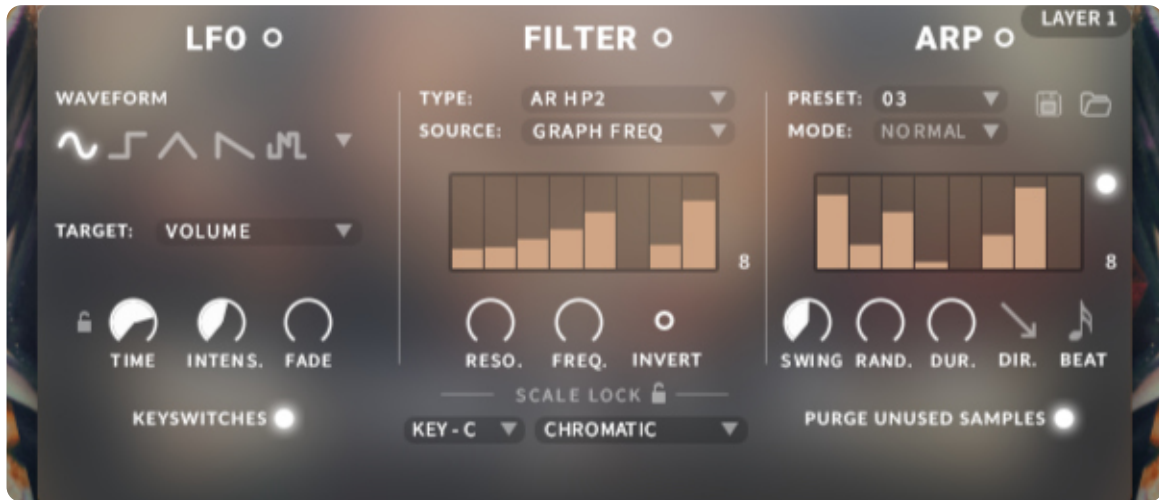 LAYER 1
LFO
FILTER
ARP
WAVEFORM
TARGET: VOLUME
TIME
INTENS.
FADE
KEYSWITCHES
TYPE: AR HP2
SOURCE: GRAPH FREQ
8
RESO.
FREQ.
INVERT
SCALE LOCK
KEY - C
CHROMATIC
PRESET: 03
MODE: NORMAL
8
SWING
RAND.
DUR.
DIR.
BEAT
PURGE UNUSED SAMPLES